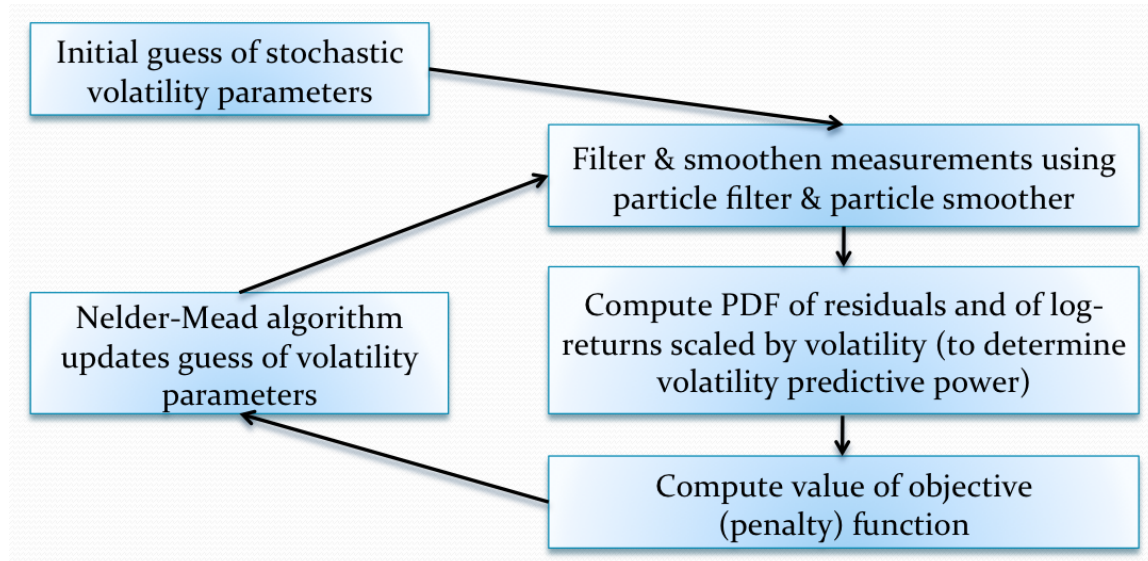 Initial guess of stochastic
volatility parameters
Filter & smoothen measurements using
particle filter & particle smoother
Compute PDF of residuals and of log-
returns scaled by volatility (to determine
volatility predictive power)
Compute value of objective
(penalty) function
Nelder-Mead algorithm
updates guess of volatility
parameters